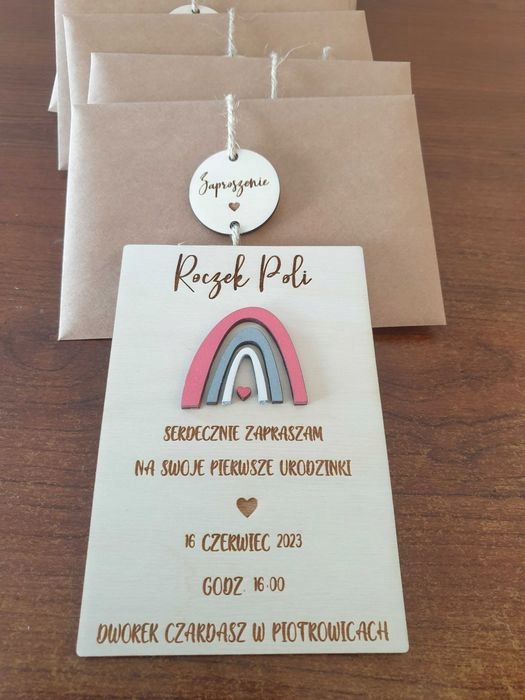 Zaproszenie
Roczek Poli
SERDECZNIE ZAPRASZAM
NA SWOJE PIERWSZE URODZINKI
16 CZERWIEC 2023
GODZ. 16.00
DWOREK CZARDASZ W PIOTROWICACH